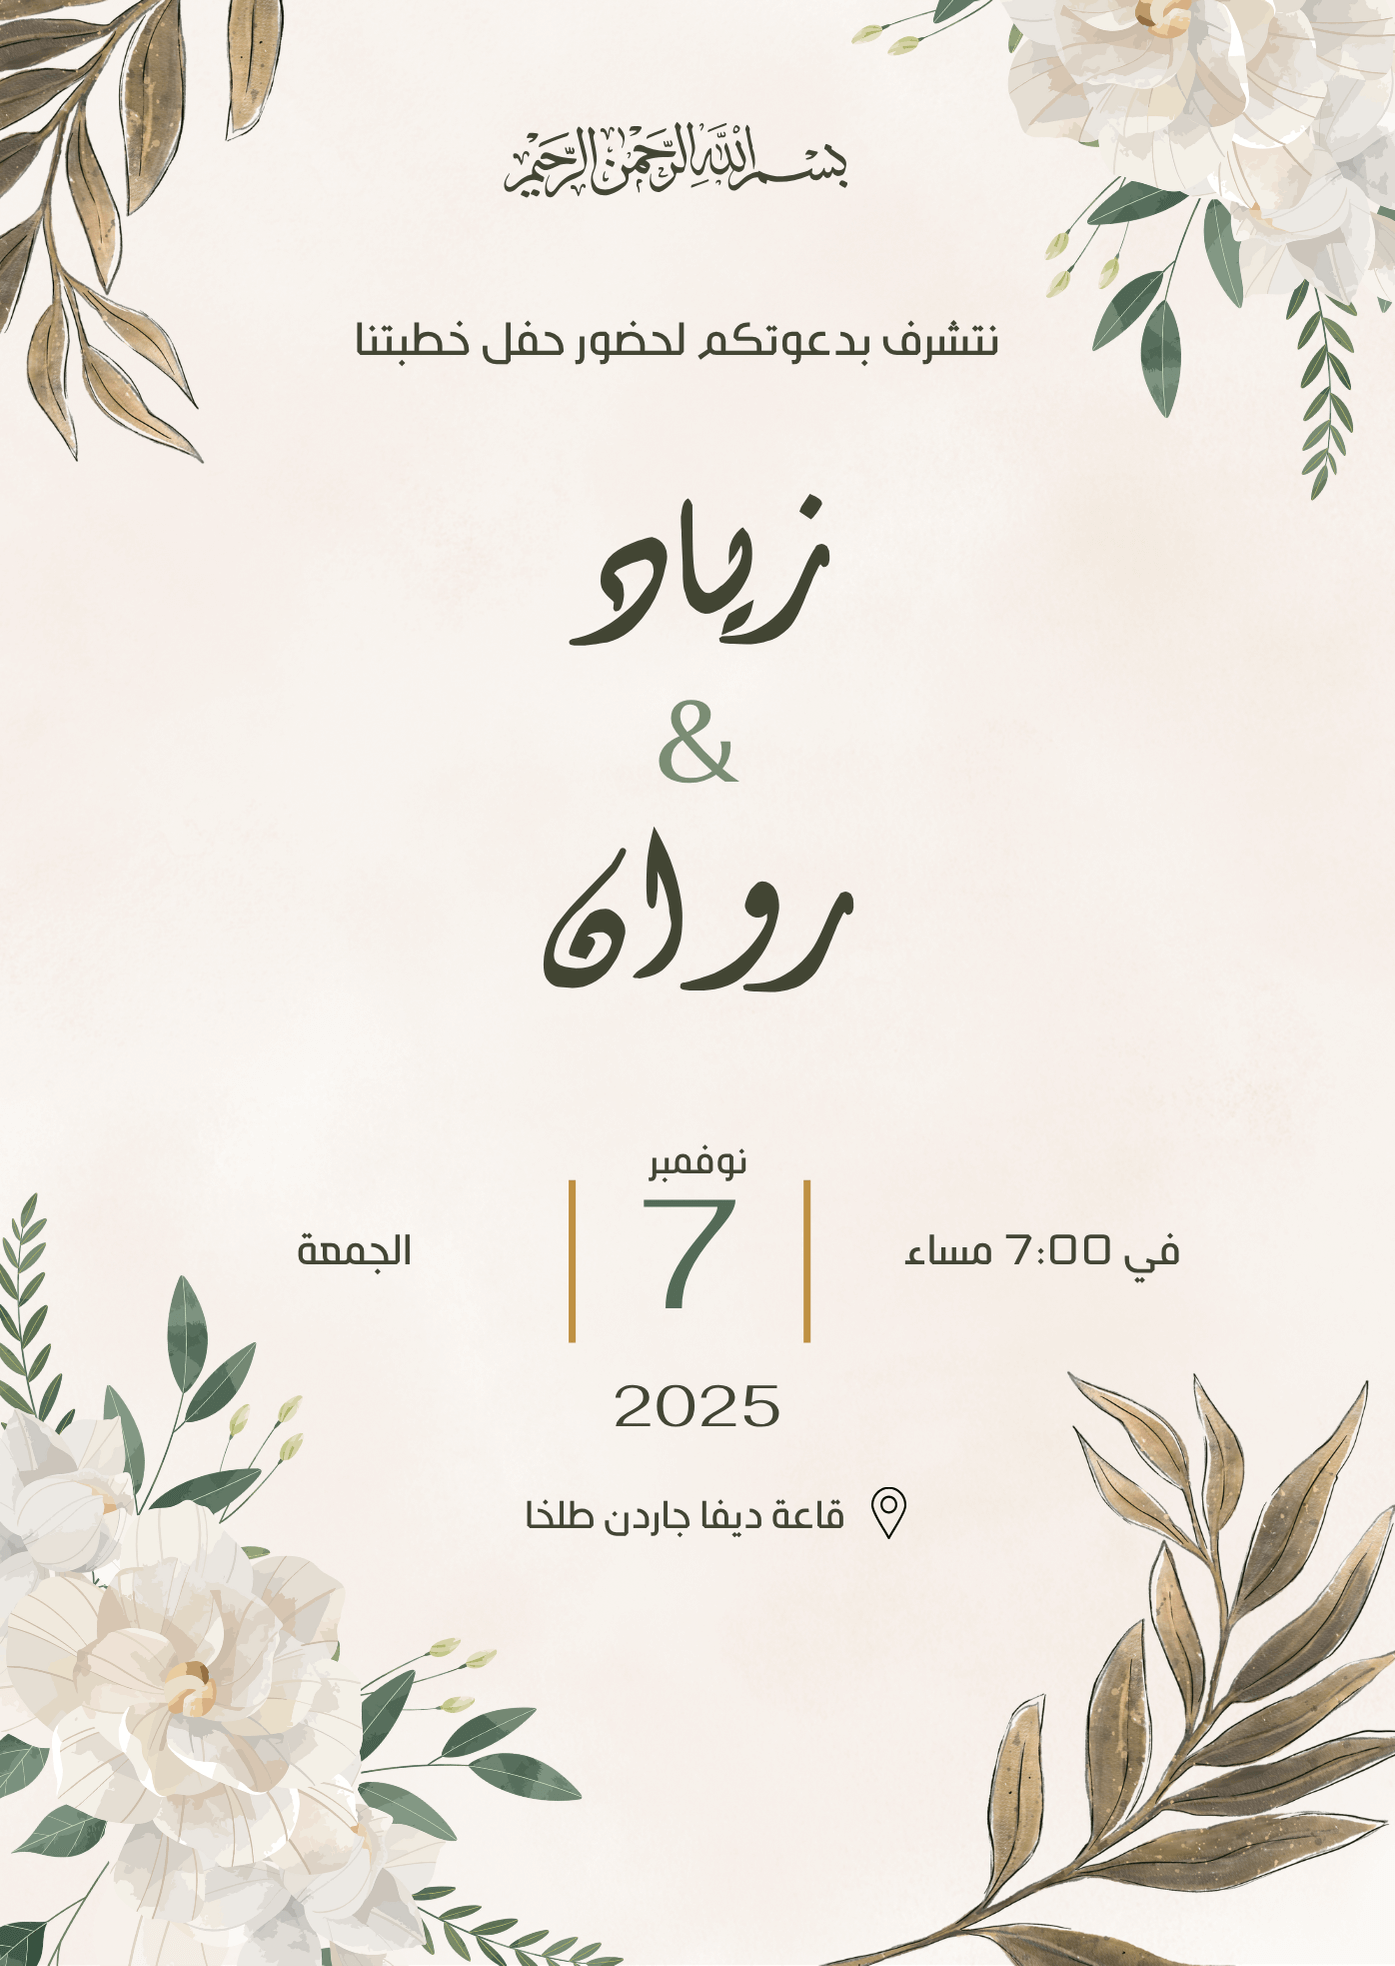 بسم الله الرحمن الرحيم
نتشرف بدعوتكم لحضور حفل خطبتنا
زياد
&
روان
نوفمبر
في 7:00 مساء
7
الجمعة
2025
قاعة ديفا جاردن طلخا